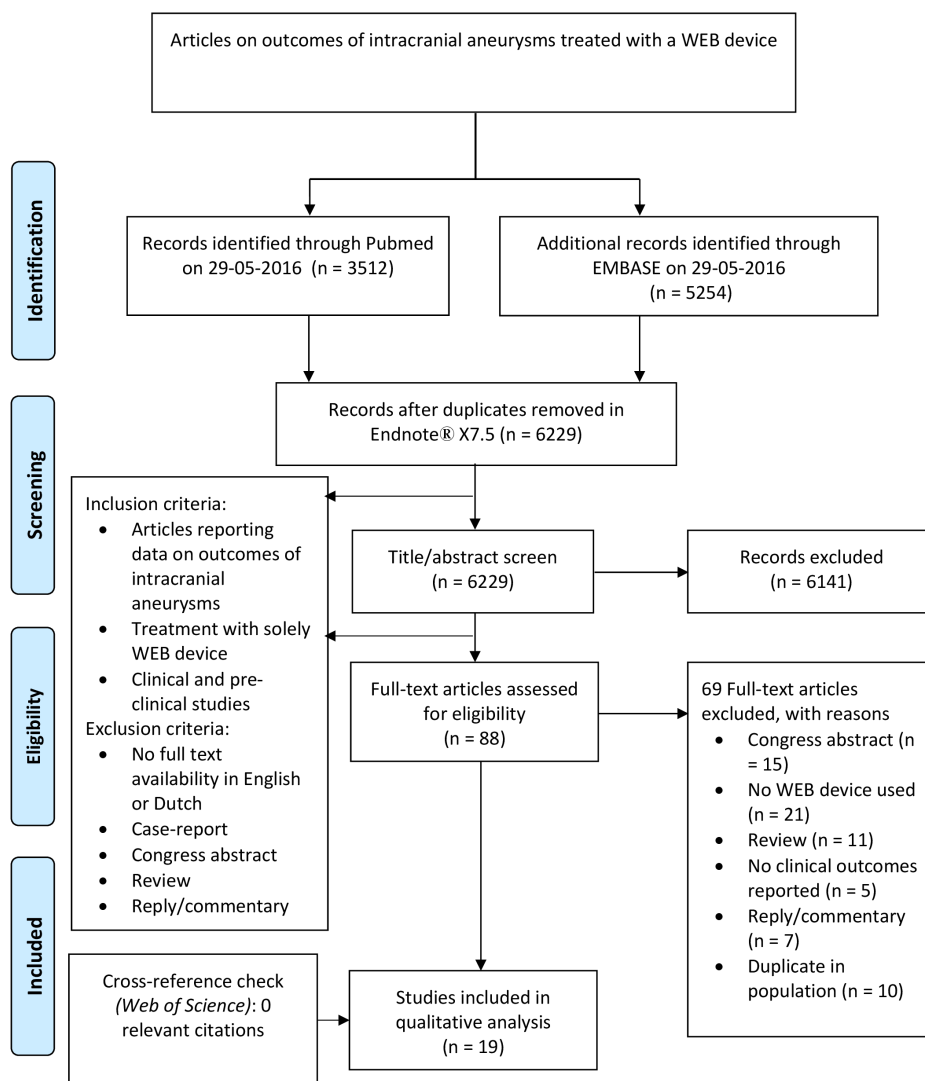 Articles on outcomes of intracranial aneurysms treated with a WEB device
Identification
Records identified through Pubmed
on 29-05-2016  (n = 3512)
Additional records identified through
EMBASE on 29-05-2016
(n = 5254)
Records after duplicates removed in
Endnote® X7.5 (n = 6229)
Screening
Inclusion criteria:
• Articles reporting
data on outcomes of
intracranial
aneurysms
• Treatment with solely
WEB device
• Clinical and pre-
clinical studies
Exclusion criteria:
• No full text
availability in English
or Dutch
• Case-report
• Congress abstract
• Review
• Reply/commentary
Title/abstract screen
(n = 6229)
Records excluded
(n = 6141)
Eligibility
Full-text articles assessed
for eligibility
(n = 88)
69 Full-text articles
excluded, with reasons
• Congress abstract (n
= 15)
• No WEB device used
(n = 21)
• Review (n = 11)
• No clinical outcomes
reported (n = 5)
• Reply/commentary
(n = 7)
• Duplicate in
population (n = 10)
Included
Cross-reference check
(Web of Science): 0
relevant citations
Studies included in
qualitative analysis
(n = 19)